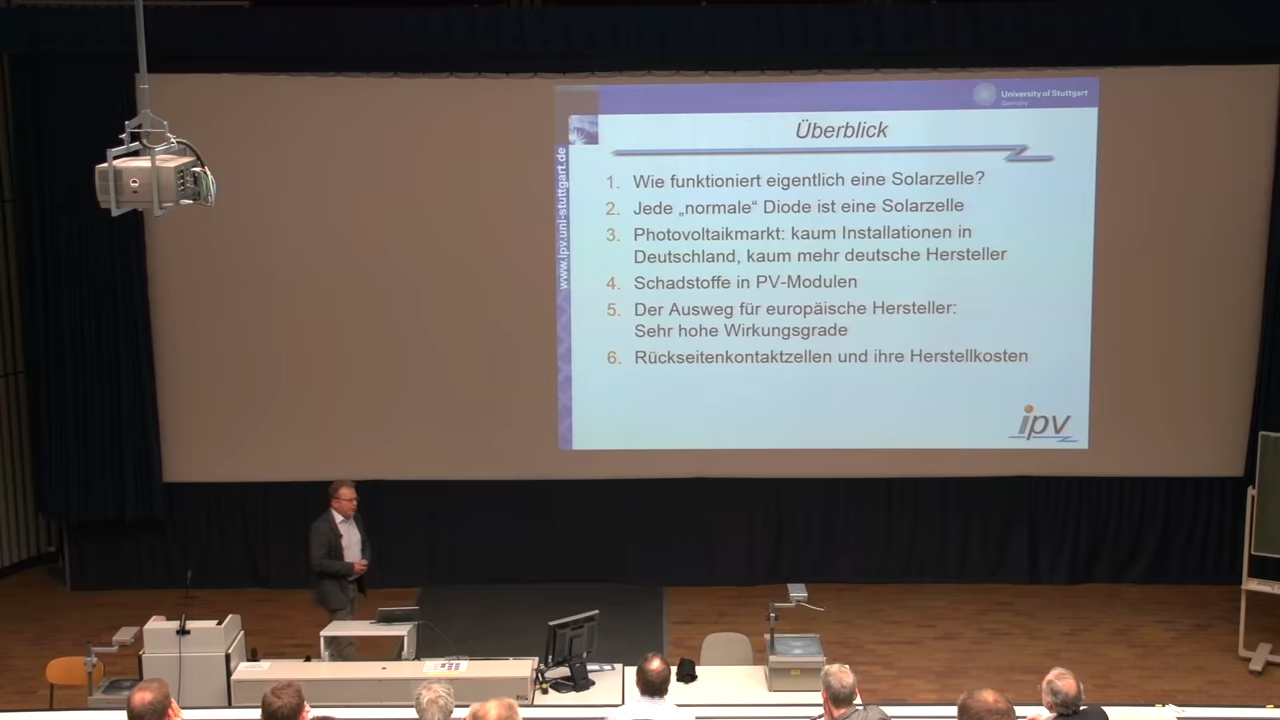 University of Stuttgart
Germany
Überblick
www.ipv.uni-stuttgart.de
1. Wie funktioniert eigentlich eine Solarzelle?
2. Jede „normale“ Diode ist eine Solarzelle
3. Photovoltaikmarkt: kaum Installationen in
Deutschland, kaum mehr deutsche Hersteller
4. Schadstoffe in PV-Modulen
5. Der Ausweg für europäische Hersteller:
Sehr hohe Wirkungsgrade
6. Rückseitenkontaktzellen und ihre Herstellkosten
ipv